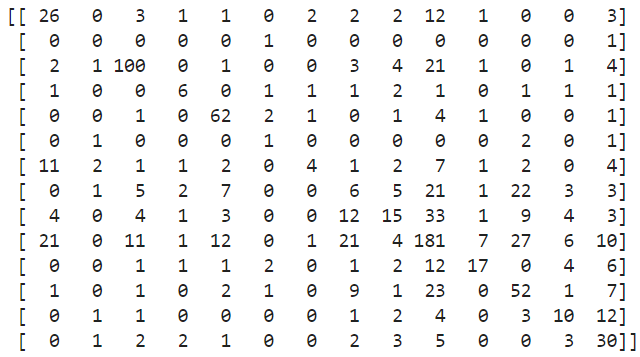 [[ 26 0 3 1 1 0 2 2 2 12 1 0 0 3]
[ 0 0 0 0 0 1 0 0 0 0 0 0 0 1]
[ 2 1 100 0 1 0 0 3 4 21 1 0 1 4]
[ 1 0 0 6 0 1 1 1 2 1 0 1 1 1]
[ 0 0 1 0 62 2 1 0 1 4 1 0 0 1]
[ 0 1 0 0 0 1 0 0 0 0 0 2 0 1]
[ 11 2 1 1 2 0 4 1 2 7 1 2 0 4]
[ 0 1 5 2 7 0 0 6 5 21 1 22 3 3]
[ 4 0 4 1 3 0 0 12 15 33 1 9 4 3]
[ 21 0 11 1 12 0 1 21 4 181 7 27 6 10]
[ 0 0 1 1 1 2 0 1 2 12 17 0 4 6]
[ 1 0 1 0 2 1 0 9 1 23 0 52 1 7]
[ 0 1 1 0 0 0 0 1 2 4 0 3 10 12]
[ 0 1 2 2 1 0 0 2 3 5 0 0 3 30]]